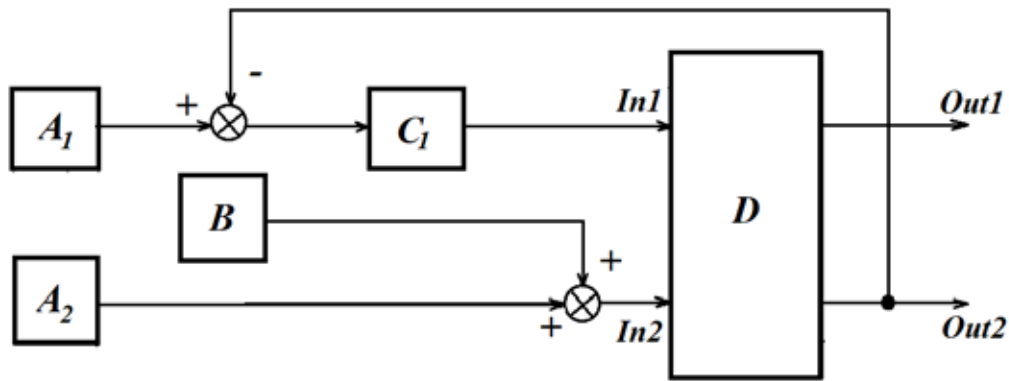 -
A1
+
C1
In1
Out1
B
D
+
A2
+
In2
Out2